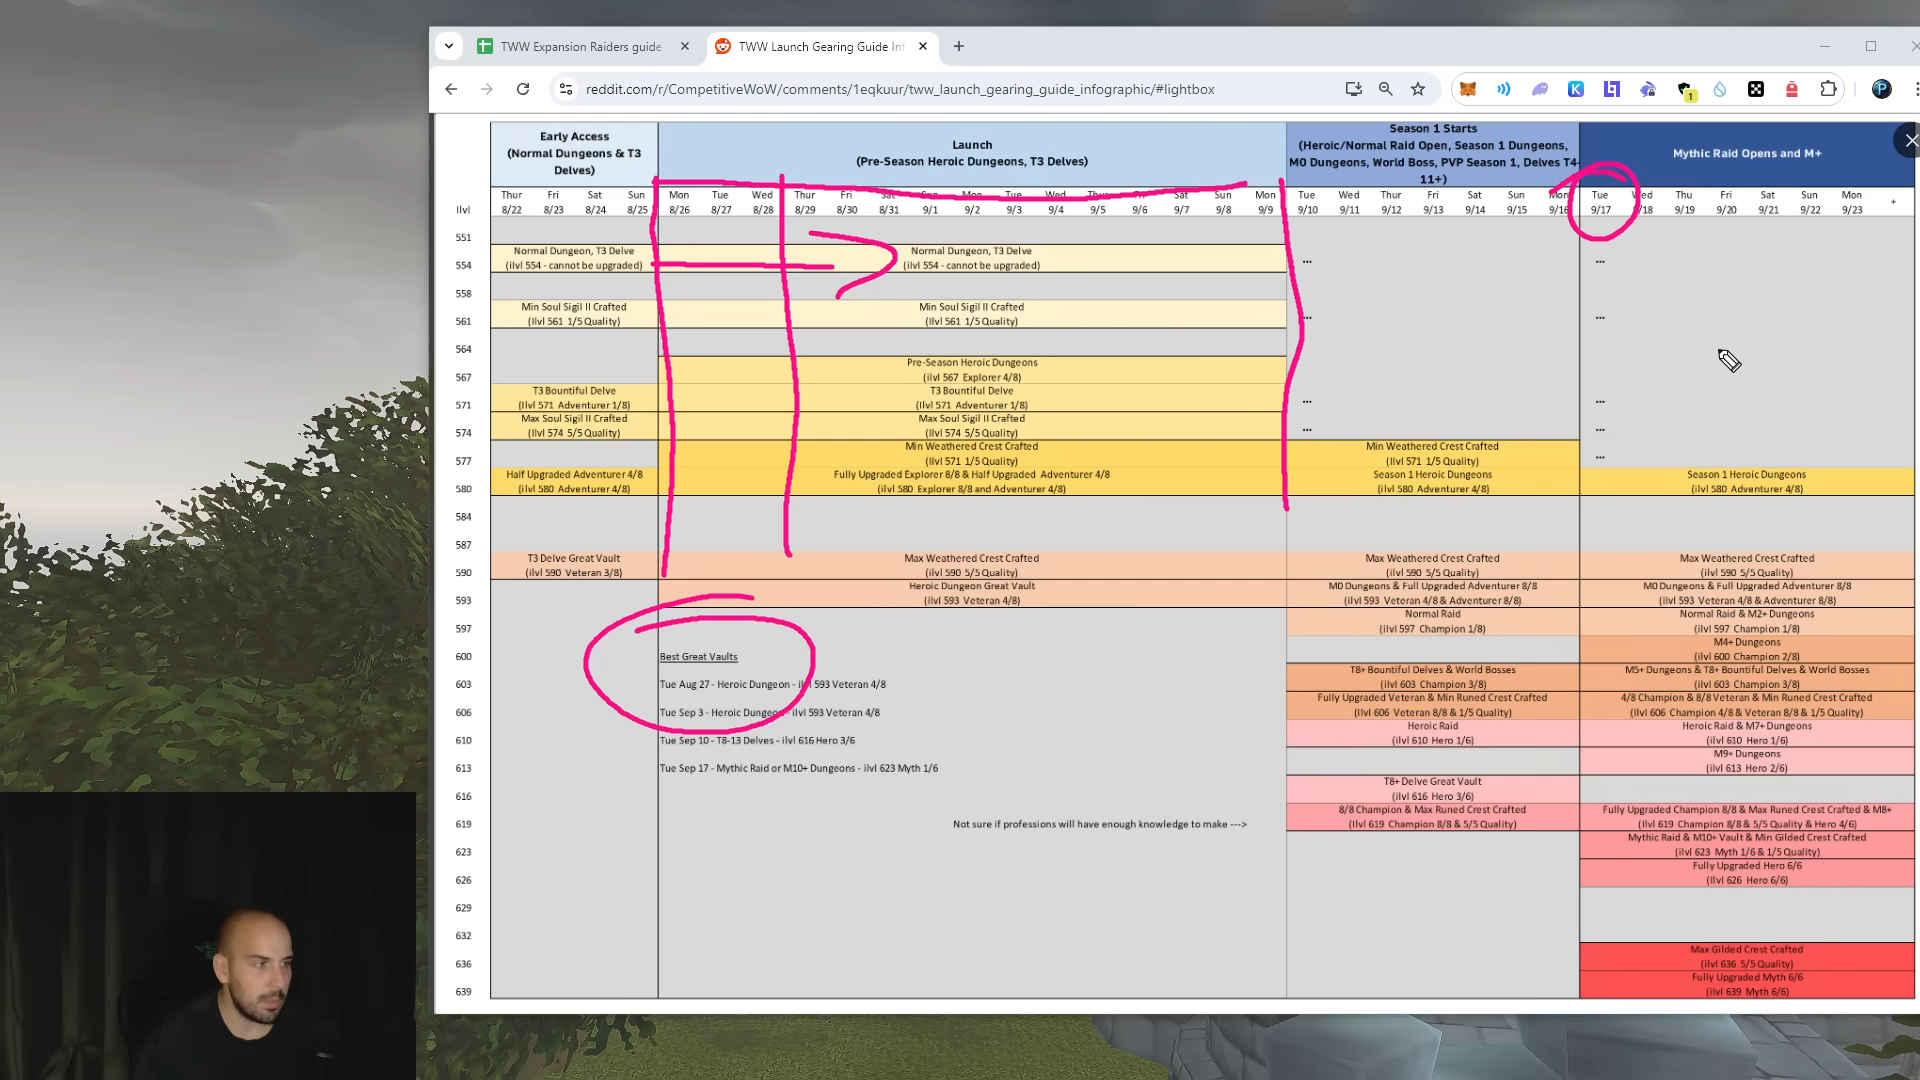 TWW Expansion Raiders guide
TWW Launch Gearing Guide Inf
reddit.com/r/CompetitiveWoW/comments/1eqkuur/tww_launch_gearing_guide_infographic/#lightbox
1
Early Access
(Normal Dungeons & T3
Delves)
Launch
(Pre-Season Heroic Dungeons, T3 Delves)
Season 1 Starts
(Heroic/Normal Raid Open, Season 1 Dungeons,
M0 Dungeons, World Boss, PVP Season 1, Delves T4-
11+)
Mythic Raid Opens and M+
Thur Fri Sat Sun Mon Tue Wed Thur Fri Sat Sun Mon Tue Wed Thus Fri Sat Sun Mon Tue Wed Thur Fri Sat Sun Mon Tue Wed Thu Fri Sat Sun Mon
Ilvl 8/22 8/23 8/24 8/25 8/26 8/27 8/28 8/29 8/30 8/31 9/1 9/2 9/3 9/4 9/5 9/6 9/7 9/8 9/9 9/10 9/11 9/12 9/13 9/14 9/15 9/16 9/17 9/18 9/19 9/20 9/21 9/22 9/23 +
551
Normal Dungeon, T3 Delve Normal Dungeon, T3 Delve
554 (ilvl 554 - cannot be upgraded) (ilvl 554 - cannot be upgraded) ... ...
558
Min Soul Sigil II Crafted Min Soul Sigil II Crafted
561 (Ilvl 561 1/5 Quality) (Ilvl 561 1/5 Quality) ... ...
564
Pre-Season Heroic Dungeons
567 (ilvl 567 Explorer 4/8)
T3 Bountiful Delve T3 Bountiful Delve
571 (Ilvl 571 Adventurer 1/8) (Ilvl 571 Adventurer 1/8) ... ...
Max Soul Sigil II Crafted Max Soul Sigil II Crafted
574 (Ilvl 574 5/5 Quality) (Ilvl 574 5/5 Quality) ... ...
Min Weathered Crest Crafted Min Weathered Crest Crafted
577 (Ilvl 571 1/5 Quality) (Ilvl 571 1/5 Quality) ...
Half Upgraded Adventurer 4/8 Fully Upgraded Explorer 8/8 & Half Upgraded Adventurer 4/8 Season 1 Heroic Dungeons Season 1 Heroic Dungeons
580 (ilvl 580 Adventurer 4/8) (ilvl 580 Explorer 8/8 and Adventurer 4/8) (ilvl 580 Adventurer 4/8) (ilvl 580 Adventurer 4/8)
584
587
T3 Delve Great Vault Max Weathered Crest Crafted Max Weathered Crest Crafted Max Weathered Crest Crafted
590 (ilvl 590 Veteran 3/8) (ilvl 590 5/5 Quality) (ilvl 590 5/5 Quality) (ilvl 590 5/5 Quality)
Heroic Dungeon Great Vault M0 Dungeons & Full Upgraded Adventurer 8/8 M0 Dungeons & Full Upgraded Adventurer 8/8
593 (ilvl 593 Veteran 4/8) (ilvl 593 Veteran 4/8 & Adventurer 8/8) (ilvl 593 Veteran 4/8 & Adventurer 8/8)
Normal Raid Normal Raid & M2+ Dungeons
597 (ilvl 597 Champion 1/8) (ilvl 597 Champion 1/8)
M4+ Dungeons
600 Best Great Vaults (ilvl 600 Champion 2/8)
T8+ Bountiful Delves & World Bosses M5+ Dungeons & T8+ Bountiful Delves & World Bosses
603 Tue Aug 27 - Heroic Dungeon - ilvl 593 Veteran 4/8 (ilvl 603 Champion 3/8) (ilvl 603 Champion 3/8)
Fully Upgraded Veteran & Min Runed Crest Crafted 4/8 Champion & 8/8 Veteran & Min Runed Crest Crafted
606 Tue Sep 3 - Heroic Dungeon - ilvl 593 Veteran 4/8 (Ilvl 606 Veteran 8/8 & 1/5 Quality) (Ilvl 606 Champion 4/8 & Veteran 8/8 & 1/5 Quality)
Heroic Raid Heroic Raid & M7+ Dungeons
610 Tue Sep 10 - T8-13 Delves - ilvl 616 Hero 3/6 (ilvl 610 Hero 1/6) (ilvl 610 Hero 1/6)
M9+ Dungeons
613 Tue Sep 17 - Mythic Raid or M10+ Dungeons - ilvl 623 Myth 1/6 (ilvl 613 Hero 2/6)
T8+ Delve Great Vault
616 (ilvl 616 Hero 3/6)
8/8 Champion & Max Runed Crest Crafted Fully Upgraded Champion 8/8 & Max Runed Crest Crafted & M8+
619 Not sure if professions will have enough knowledge to make ---> (Ilvl 619 Champion 8/8 & 5/5 Quality) (Ilvl 619 Champion 8/8 & 5/5 Quality & Hero 4/6)
Mythic Raid & M10+ Vault & Min Gilded Crest Crafted
623 (ilvl 623 Myth 1/6 & 1/5 Quality)
Fully Upgraded Hero 6/6
626 (Ilvl 626 Hero 6/6)
629
632
Max Gilded Crest Crafted
636 (ilvl 636 5/5 Quality)
Fully Upgraded Myth 6/6
639 (ilvl 639 Myth 6/6)